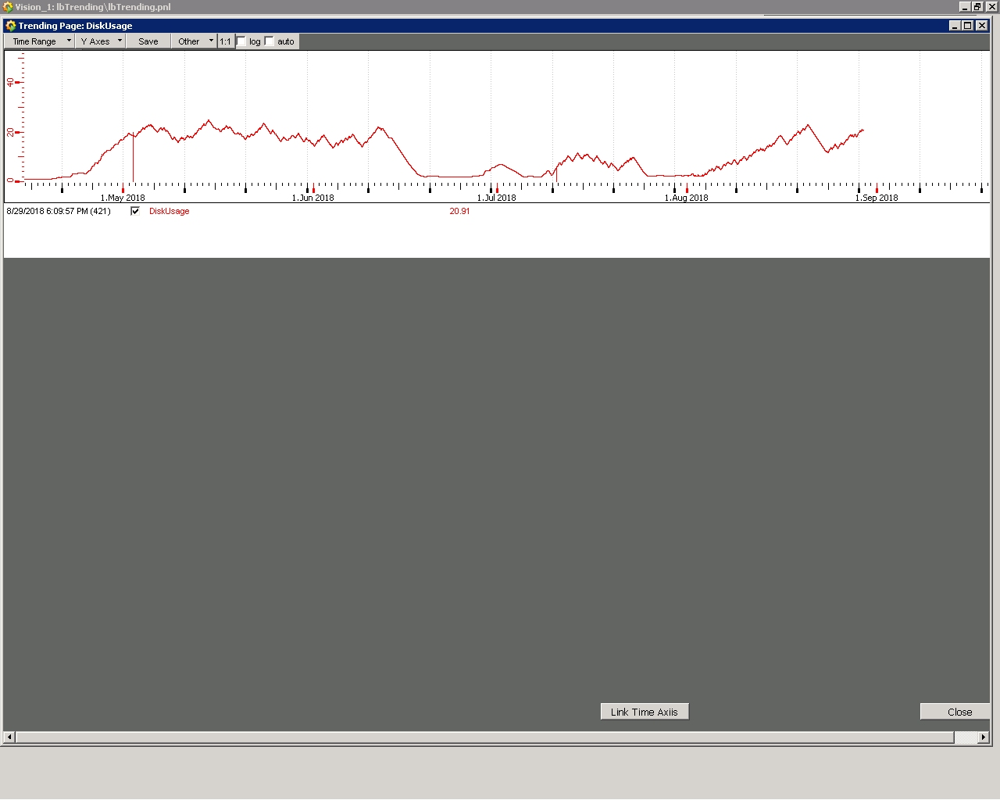 Vision_1: lbTrending\lbTrending.pnl
Trending Page: DiskUsage
Time Range Y Axes Save Other 1:1 log auto
40
20
0
1.May 2018 1.Jun 2018 1.Jul 2018 1.Aug 2018 1.Sep 2018
8/29/2018 6:09:57 PM (421) DiskUsage 20.91
Link Time Axiis Close